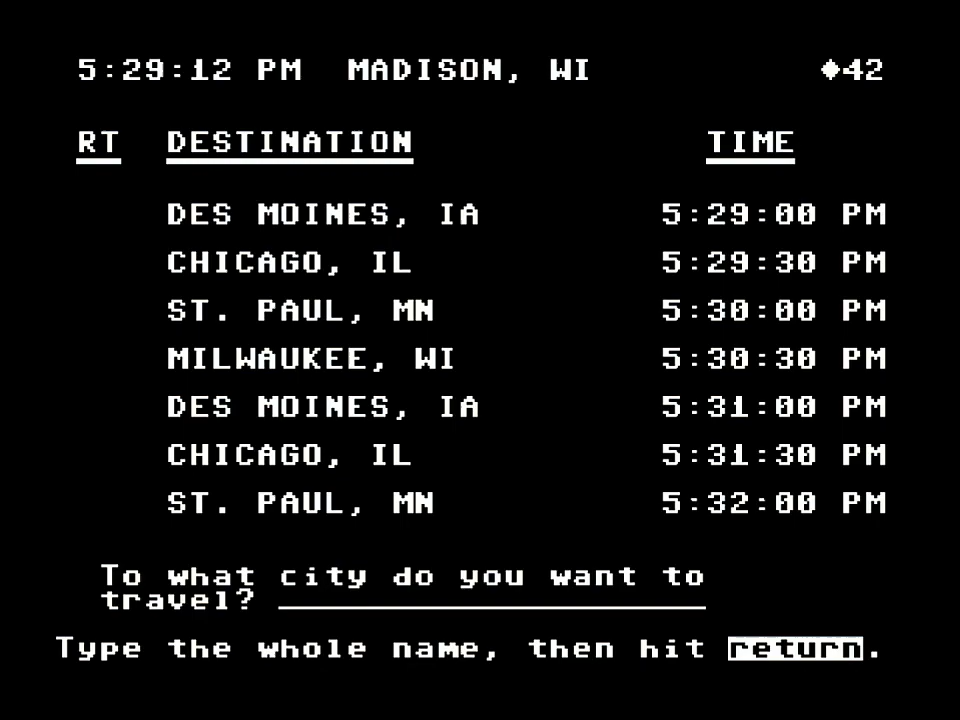 5:29:12 PM MADISON, WI ♦42
RT DESTINATION TIME
DES MOINES, IA 5:29:00 PM
CHICAGO, IL 5:29:30 PM
ST. PAUL, MN 5:30:00 PM
MILWAUKEE, WI 5:30:30 PM
DES MOINES, IA 5:31:00 PM
CHICAGO, IL 5:31:30 PM
ST. PAUL, MN 5:32:00 PM
To what city do you want to
travel?
Type the whole name, then hit return.